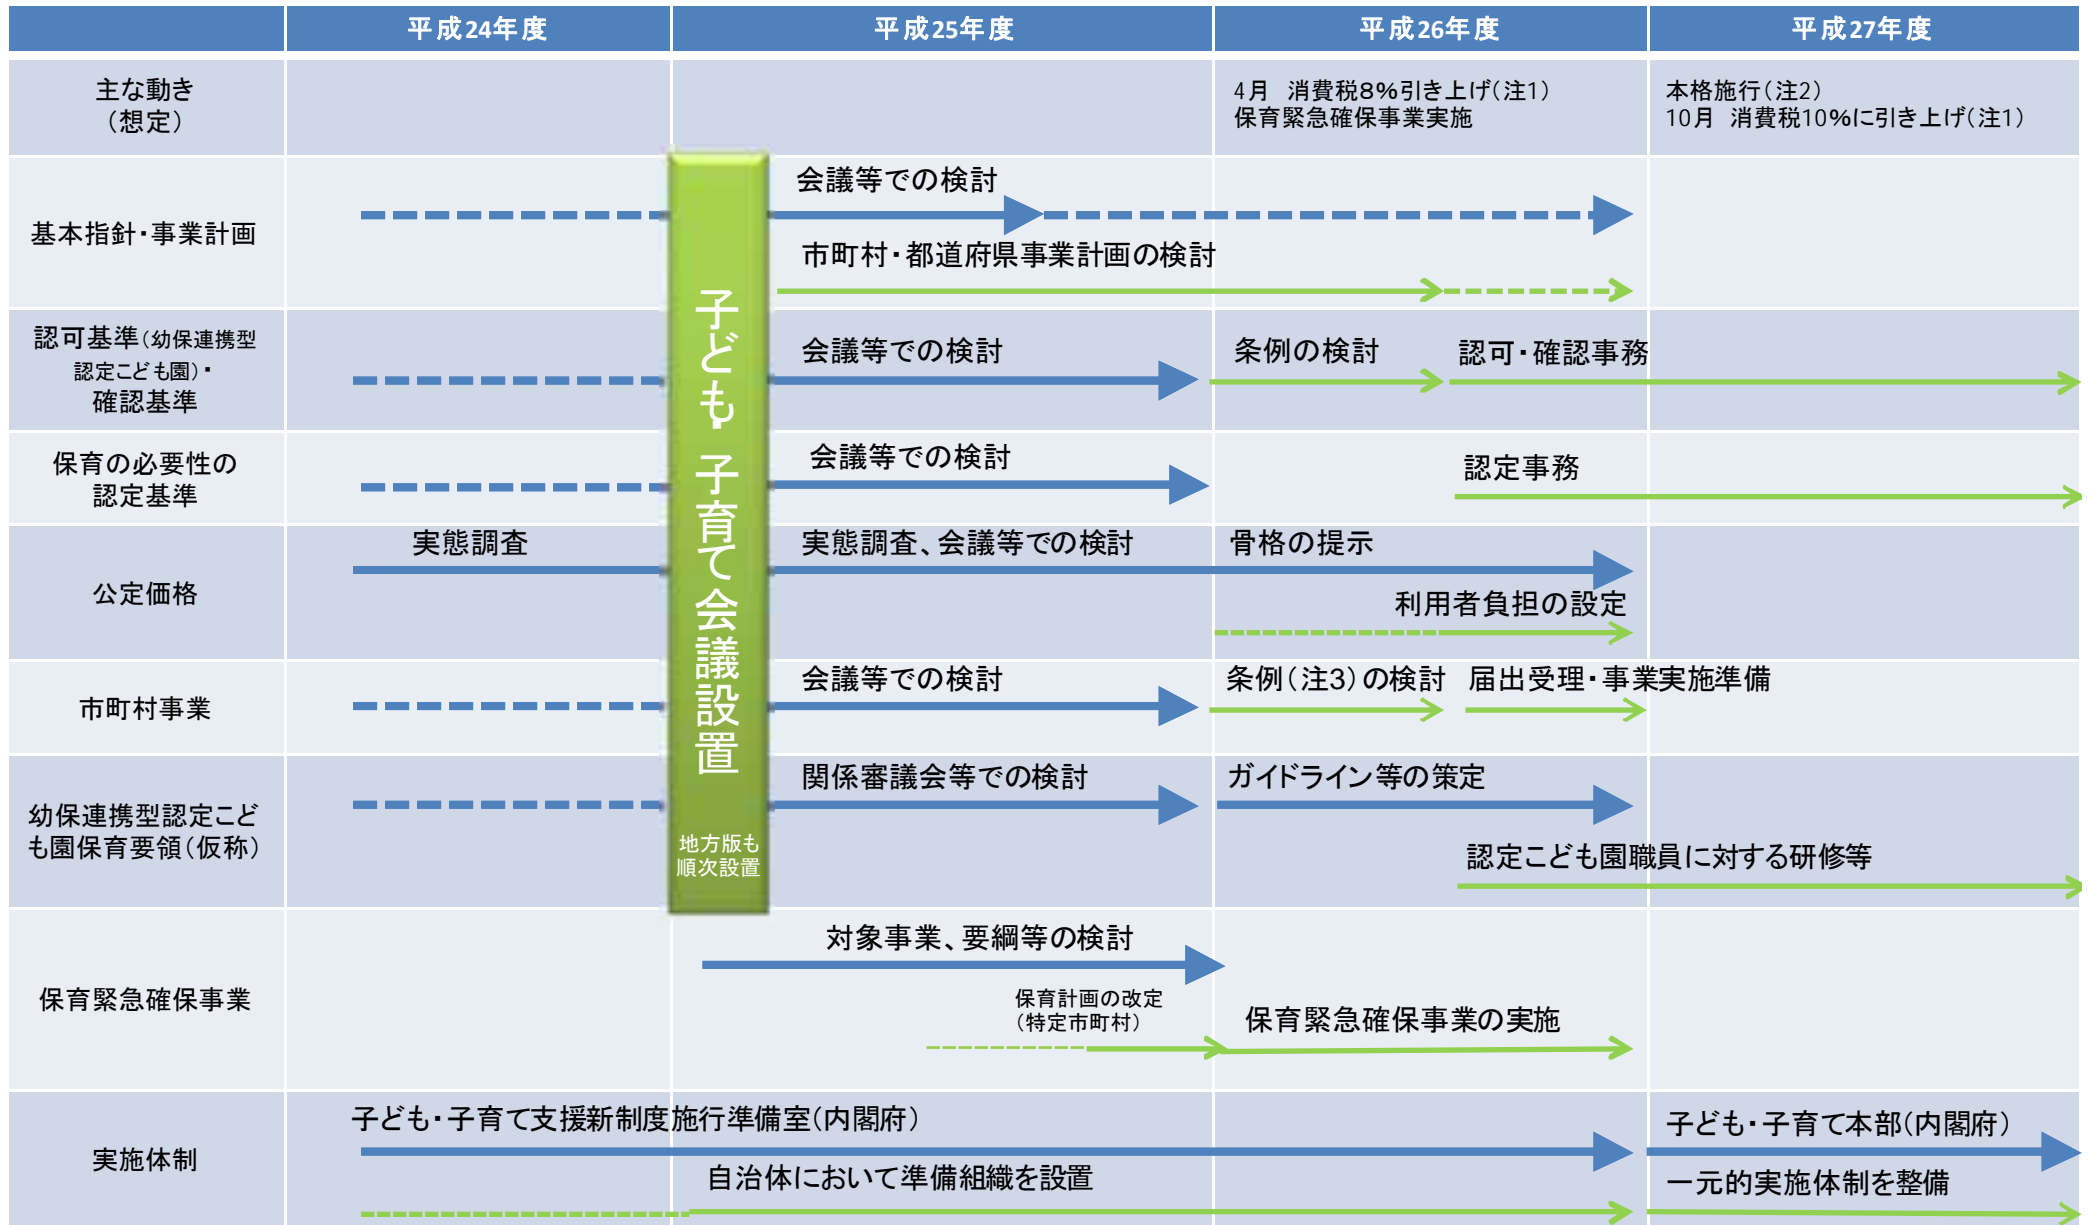 平成24年度
平成25年度
平成26年度
平成27年度
主な動き
（想定）
4月 消費税８％引き上げ（注1）
保育緊急確保事業実施
本格施行（注2）
10月 消費税10％に引き上げ（注1）
子ども・子育て会議設置
地方版も
順次設置
基本指針・事業計画
会議等での検討
市町村・都道府県事業計画の検討
認可基準（幼保連携型
認定こども園）・
確認基準
会議等での検討
条例の検討
認可・確認事務
保育の必要性の
認定基準
会議等での検討
認定事務
公定価格
実態調査
実態調査、会議等での検討
骨格の提示
利用者負担の設定
市町村事業
会議等での検討
条例（注3）の検討
届出受理・事業実施準備
幼保連携型認定こど
も園保育要領（仮称）
関係審議会等での検討
ガイドライン等の策定
認定こども園職員に対する研修等
保育緊急確保事業
対象事業、要綱等の検討
保育計画の改定
（特定市町村）
保育緊急確保事業の実施
実施体制
子ども・子育て支援新制度施行準備室（内閣府）
子ども・子育て本部（内閣府）
自治体において準備組織を設置
一元的実施体制を整備